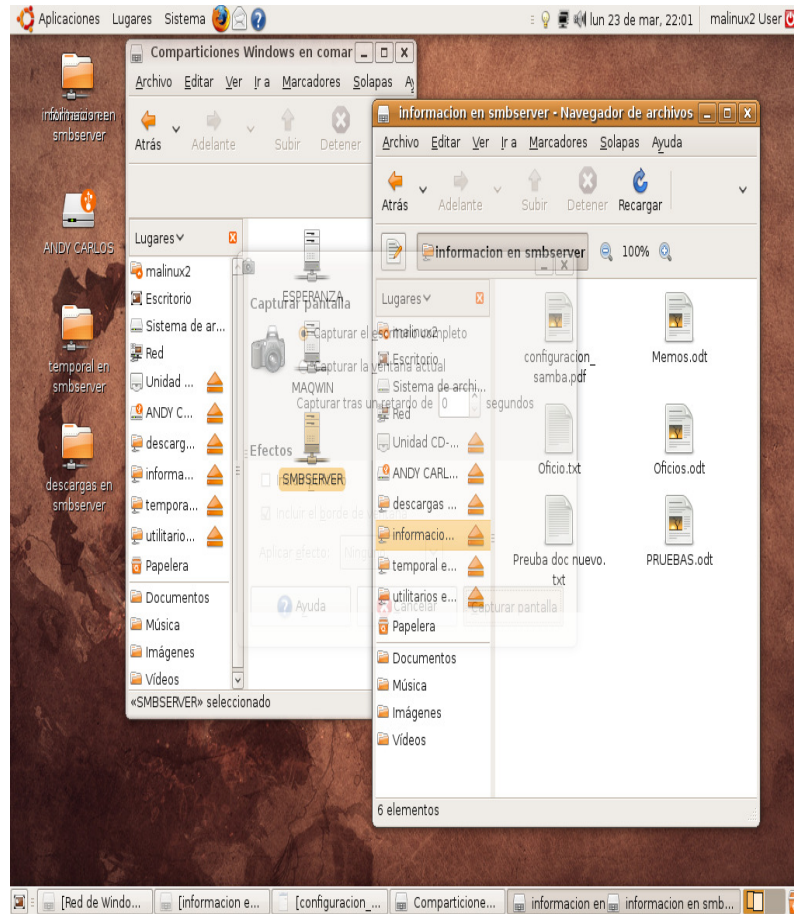 Aplicaciones Lugares Sistema
lun 23 de mar, 22:01 malinux2 User
smbserver
ANDY CARLOS
temporal en
smbserver
descargas en
smbserver
Comparticiones Windows en comar
Archivo Editar Ver Ir a Marcadores Solapas Ay
Atrás Adelante Subir Detener
Lugares
malinux2
Escritorio
Sistema de ar...
Red
Unidad ...
ANDY C...
descarg...
informa...
tempora...
utilitario...
Papelera
Documentos
Música
Imágenes
Vídeos
ESPERANZA
MAQWIN
SMBSERVER
«SMBSERVER» seleccionado
Capturar pantalla
Capturar el escritorio completo
Capturar la ventana actual
Capturar tras un retardo de 0 segundos
Efectos
Incluir el borde de
Aplicar efecto:
Ayuda
Cancelar
Capturar pantalla
informacion en smbserver - Navegador de archivos
Archivo Editar Ver Ir a Marcadores Solapas Ayuda
Atrás Adelante Subir Detener Recargar
informacion en smbserver 100%
Lugares
malinux2
Escritorio
Sistema de archi...
Red
Unidad CD-...
ANDY CARL...
descargas ...
informacio...
temporal e...
utilitarios e...
Papelera
Documentos
Música
Imágenes
Vídeos
configuracion_
samba.pdf
Memos.odt
Oficio.txt
Oficios.odt
Preuba doc nuevo.
txt
PRUEBAS.odt
6 elementos
[Red de Windo... [informacion e... [configuracion_... Comparticione... informacion en informacion en smb...